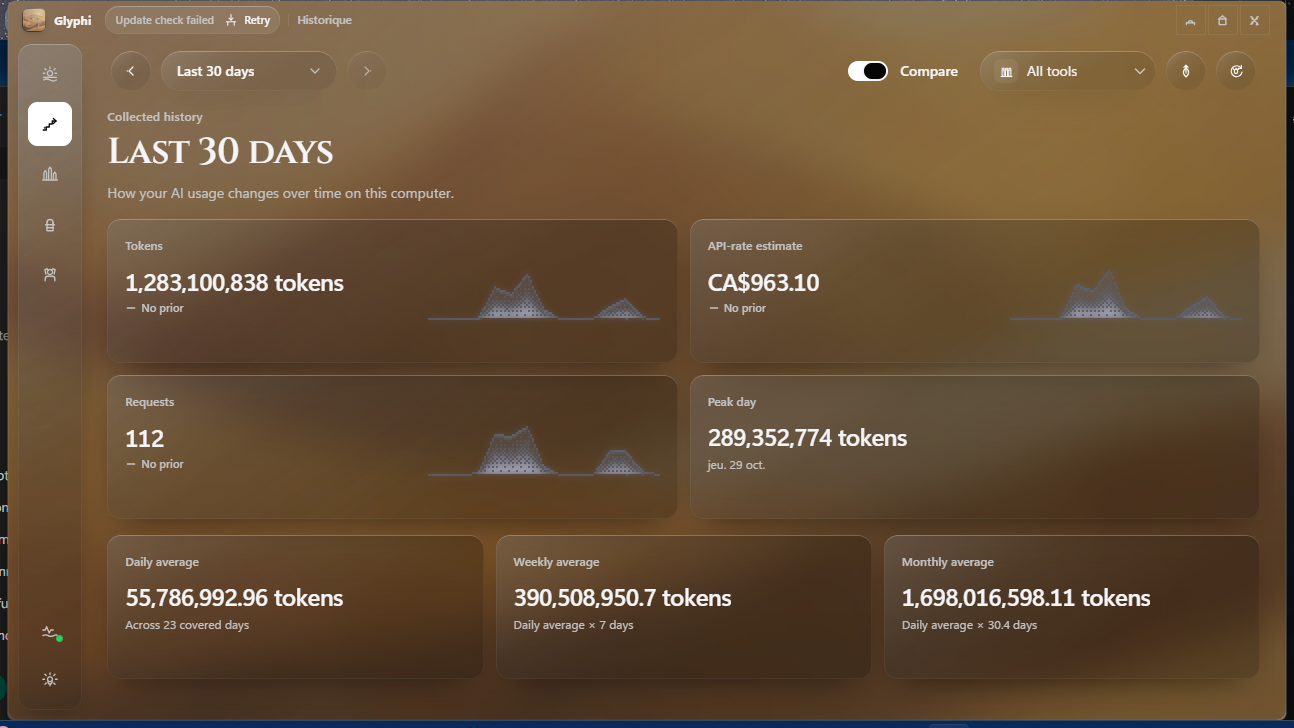 Glyphi
Update check failed
Retry
Historique
Last 30 days
Compare
All tools
Collected history
LAST 30 DAYS
How your AI usage changes over time on this computer.
Tokens
1,283,100,838 tokens
— No prior
API-rate estimate
CA$963.10
— No prior
Requests
112
— No prior
Peak day
289,352,774 tokens
jeu. 29 oct.
Daily average
55,786,992.96 tokens
Across 23 covered days
Weekly average
390,508,950.7 tokens
Daily average × 7 days
Monthly average
1,698,016,598.11 tokens
Daily average × 30.4 days